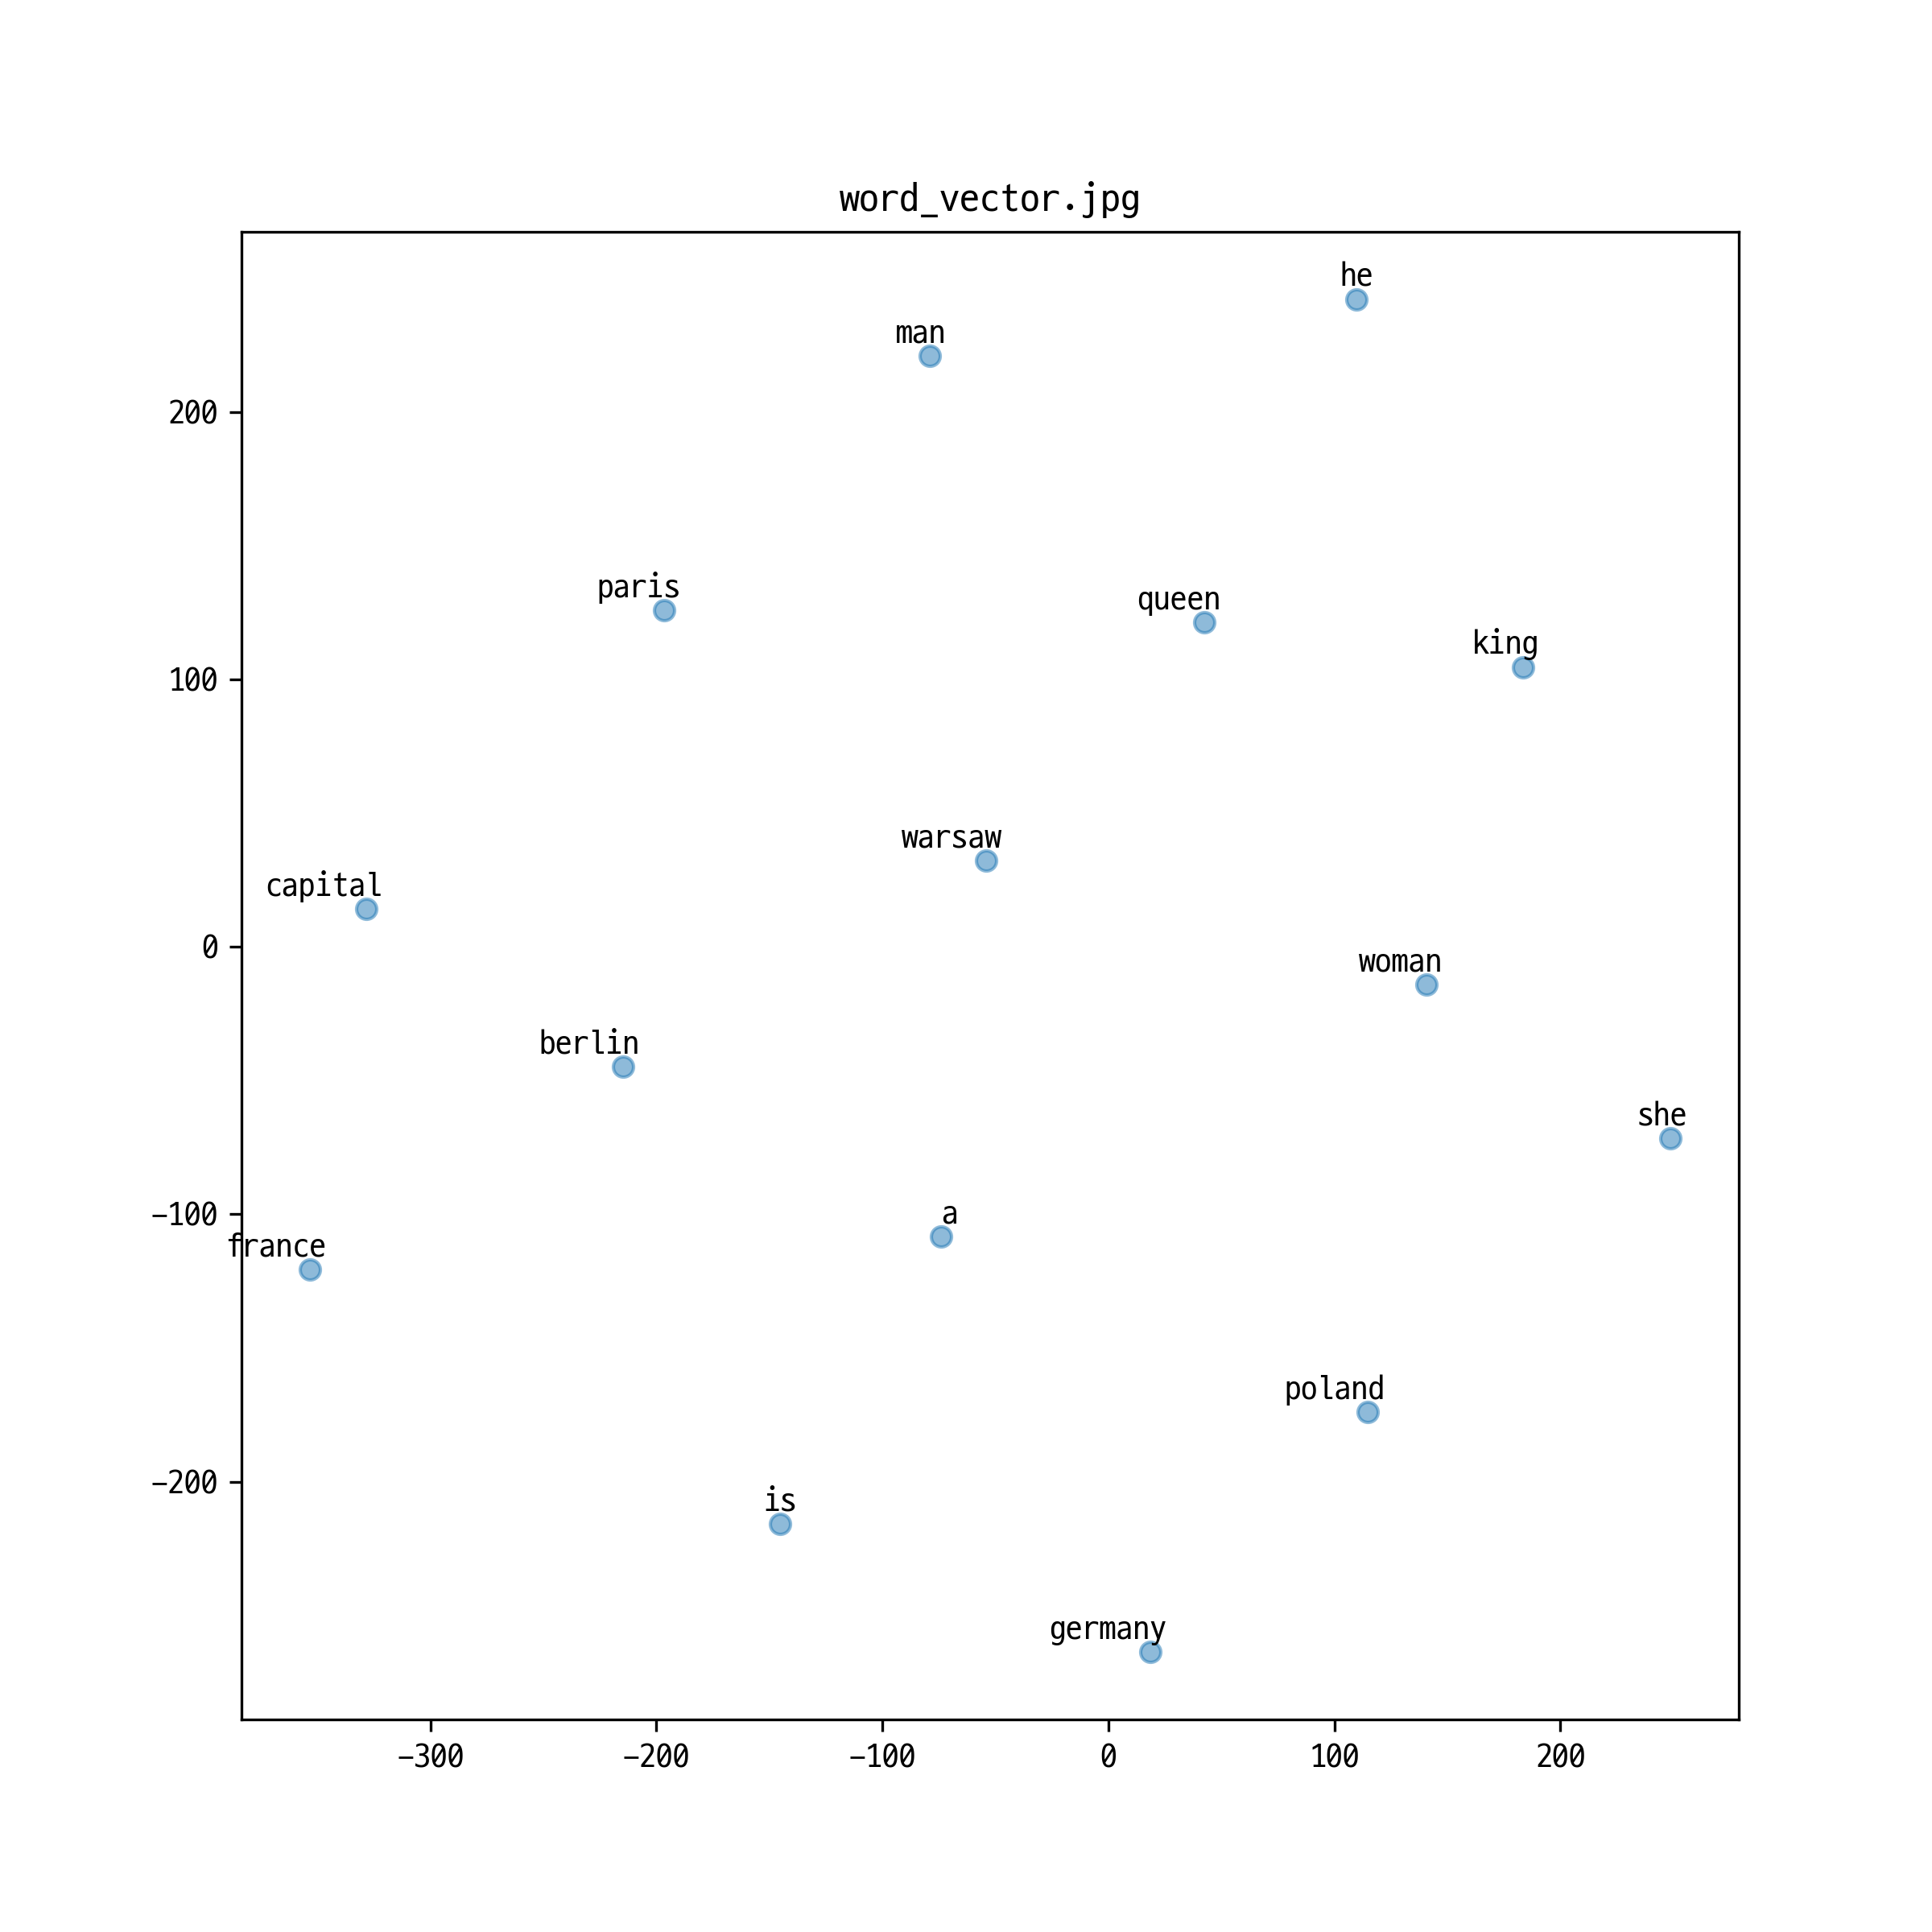 word_vector.jpg
he
man
200
paris
queen
king
100
warsaw
capital
0
woman
berlin
she
a
−100
france
poland
−200
is
germany
−300 −200 −100 0 100 200